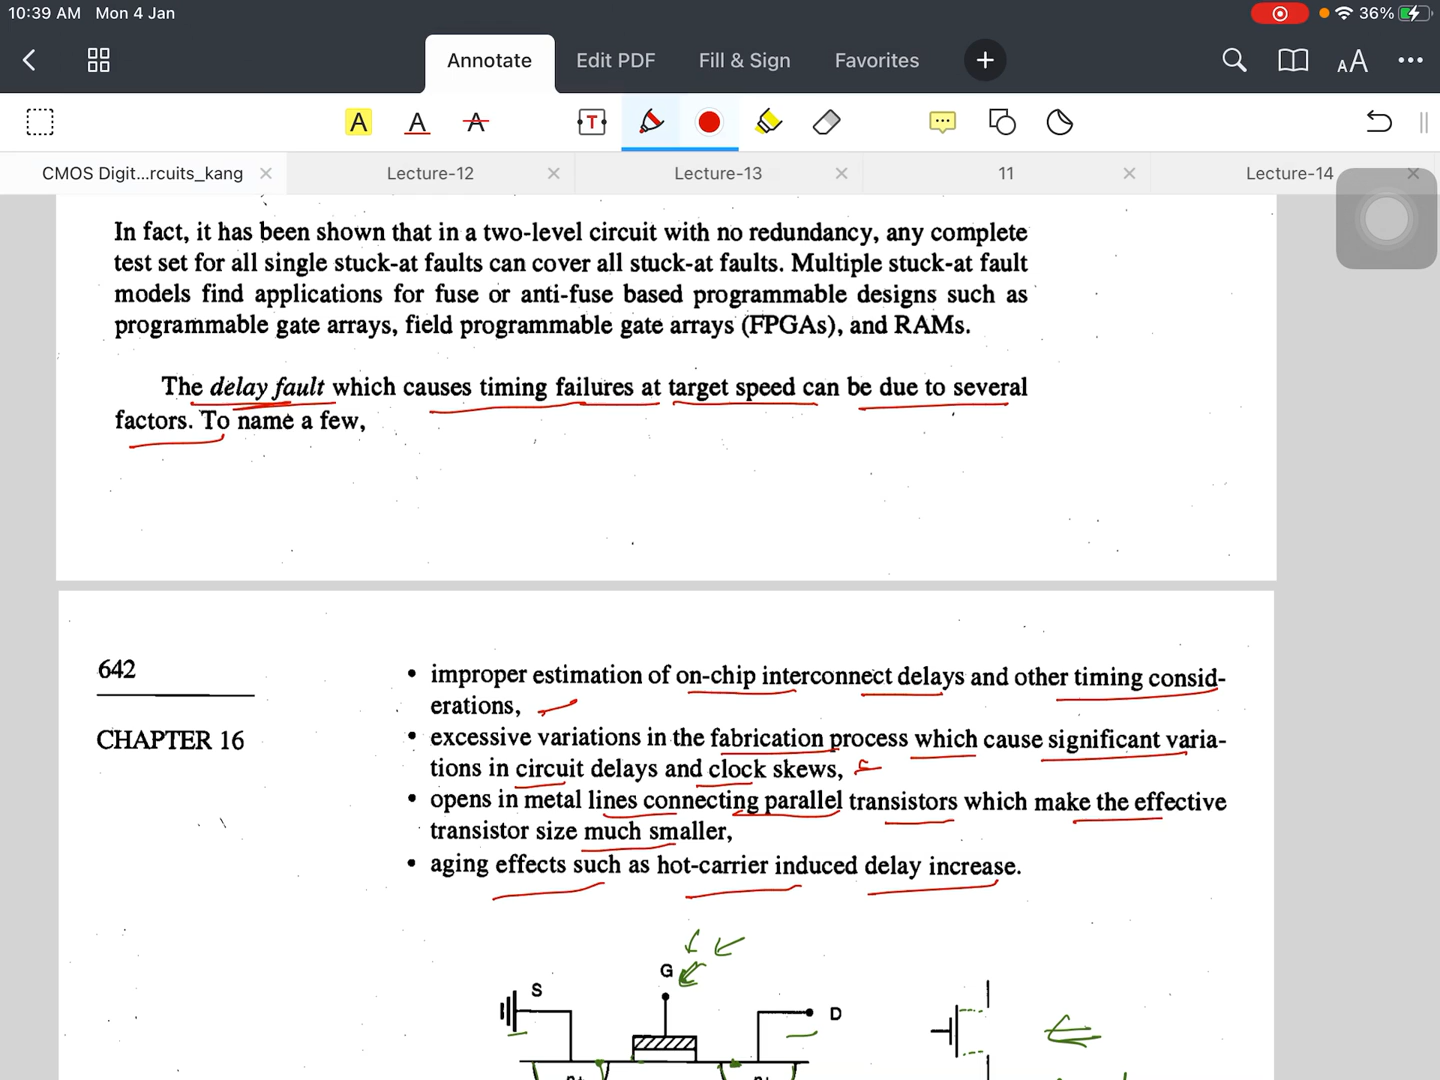 10:39 AM Mon 4 Jan
36%
Annotate
Edit PDF
Fill & Sign
Favorites
AA
A
A
A
T
CMOS Digit...rcuits_kang
Lecture-12
Lecture-13
11
Lecture-14
In fact, it has been shown that in a two-level circuit with no redundancy, any complete
test set for all single stuck-at faults can cover all stuck-at faults. Multiple stuck-at fault
models find applications for fuse or anti-fuse based programmable designs such as
programmable gate arrays, field programmable gate arrays (FPGAs), and RAMs.
The delay fault which causes timing failures at target speed can be due to several
factors. To name a few,
642
CHAPTER 16
• improper estimation of on-chip interconnect delays and other timing consid-
erations,
• excessive variations in the fabrication process which cause significant varia-
tions in circuit delays and clock skews,
• opens in metal lines connecting parallel transistors which make the effective
transistor size much smaller,
• aging effects such as hot-carrier induced delay increase.
G
S
D